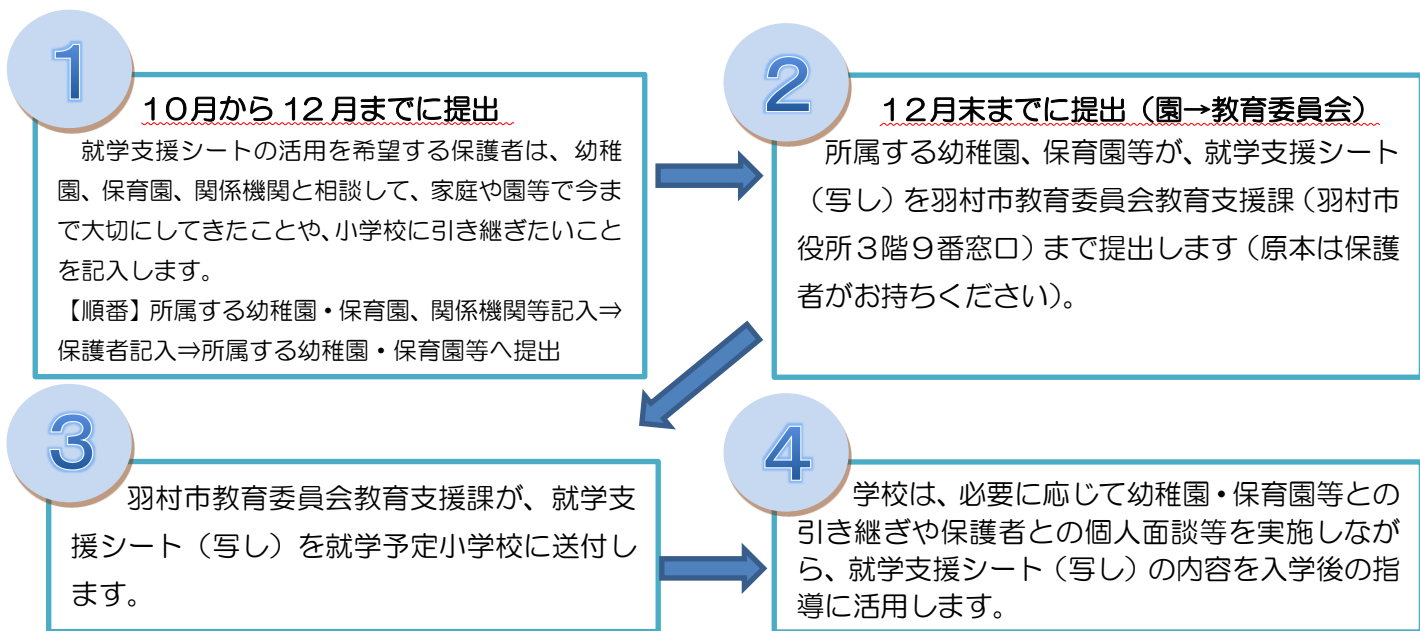 1
10月から12月までに提出
就学支援シートの活用を希望する保護者は、幼稚
園、保育園、関係機関と相談して、家庭や園等で今ま
で大切にしてきたことや、小学校に引き継ぎたいこと
を記入します。
【順番】所属する幼稚園・保育園、関係機関等記入⇒
保護者記入⇒所属する幼稚園・保育園等へ提出
2
12月末までに提出（園→教育委員会）
所属する幼稚園、保育園等が、就学支援シート
（写し）を羽村市教育委員会教育支援課（羽村市
役所３階９番窓口）まで提出します（原本は保護
者がお持ちください）。
3
羽村市教育委員会教育支援課が、就学支
援シート（写し）を就学予定小学校に送付し
ます。
4
学校は、必要に応じて幼稚園・保育園等との
引き継ぎや保護者との個人面談等を実施しなが
ら、就学支援シート（写し）の内容を入学後の指
導に活用します。